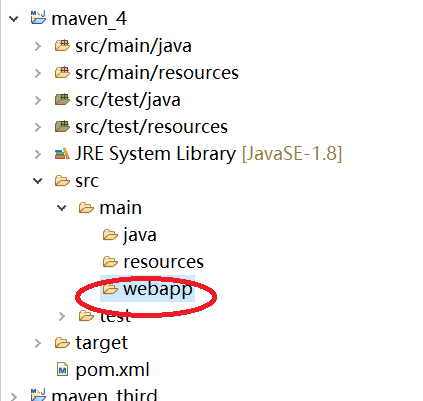 maven_4
src/main/java
src/main/resources
src/test/java
src/test/resources
JRE System Library [JavaSE-1.8]
src
main
java
resources
webapp
test
target
pom.xml
maven_third